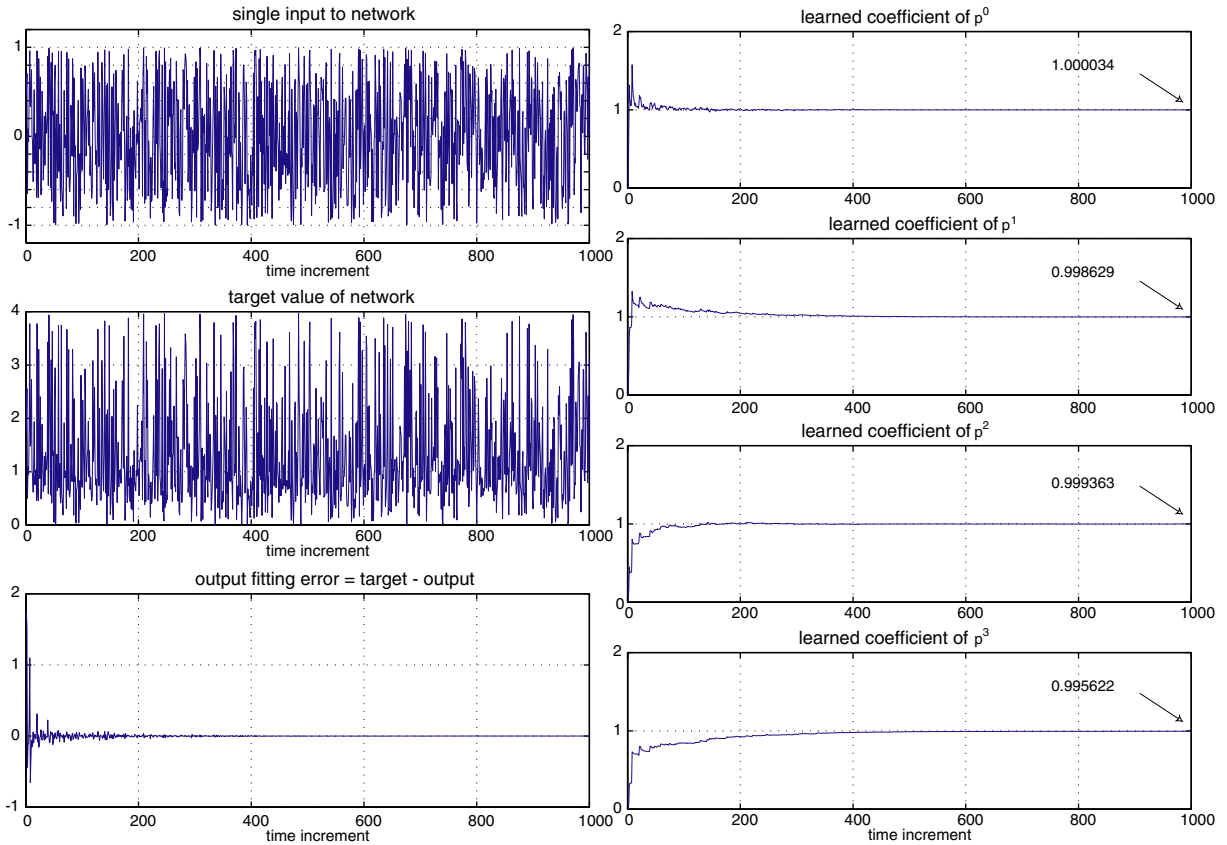 single input to network
1
0
-1
0 200 400 600 800 1000
time increment
target value of network
4
3
2
1
0
0 200 400 600 800 1000
time increment
output fitting error = target - output
2
1
0
-1
0 200 400 600 800 1000
time increment
learned coefficient of p⁰
2
1.000034
1
0
0 200 400 600 800 1000
learned coefficient of p¹
2
0.998629
1
0
0 200 400 600 800 1000
learned coefficient of p²
2
0.999363
1
0
0 200 400 600 800 1000
learned coefficient of p³
2
0.995622
1
0
0 200 400 600 800 1000
time increment